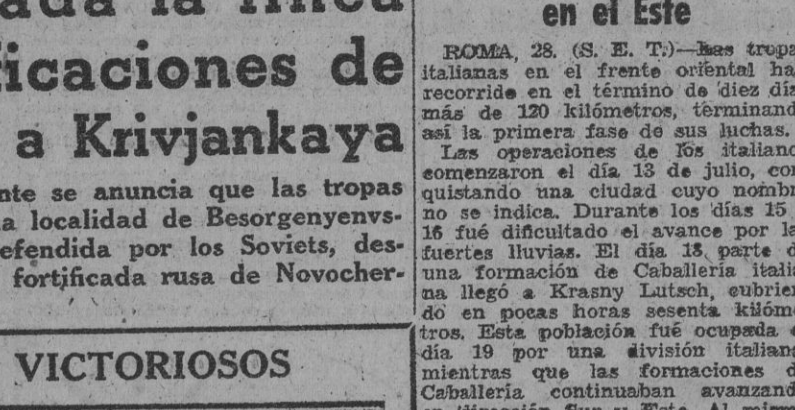 ficaciones de
a Krivjankaya
nte se anuncia que las tropas
a localidad de Besorgenyenvs-
efendida por los Soviets, des-
fortificada rusa de Novocher-
VICTORIOSOS
en el Este
ROMA, 28. (S. E. T.)—Las tropa
italianas en el frente oriental ha
recorrido en el término de diez día
más de 120 kilómetros, terminand
así la primera fase de sus luchas.
Las operaciones de los italiano
comenzaron el día 13 de julio, con
quistando una ciudad cuyo nombr
no se indica. Durante los días 15
16 fué dificultado el avance por la
fuertes lluvias. El día 18, parte d
una formación de Caballería italia
na llegó a Krasny Lutsch, cubrien
do en pocas horas sesenta kilóme
tros. Esta población fué ocupada e
día 19 por una división italiana
mientras que las formaciones d
Caballería continuaban avanzand